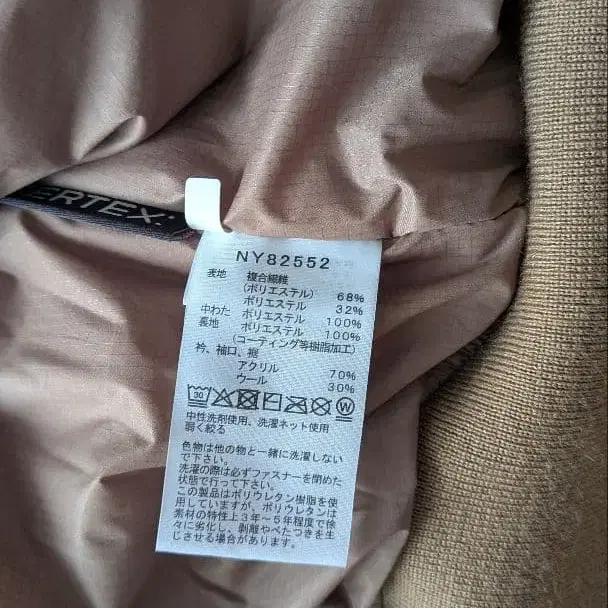 ERTEX
NY82552
表地 複合繊維
(ポリエステル) 68%
ポリエステル 32%
中わた ポリエステル 100%
裏地 ポリエステル 100%
(コーティング等樹脂加工)
衿、袖口、裾
アクリル 70%
ウール 30%
30 W
中性洗剤使用、洗濯ネット使用
弱く絞る
色物は他の物と一緒に洗濯しない
で下さい。
洗濯の際は必ずファスナーを閉めた
状態で行って下さい。
この製品はポリウレタン樹脂を使
用していますが、ポリウレタンは
素材の特性上3年～5年程度で徐
々に劣化し、剥離やべたつきを生
じさせる場合があります。